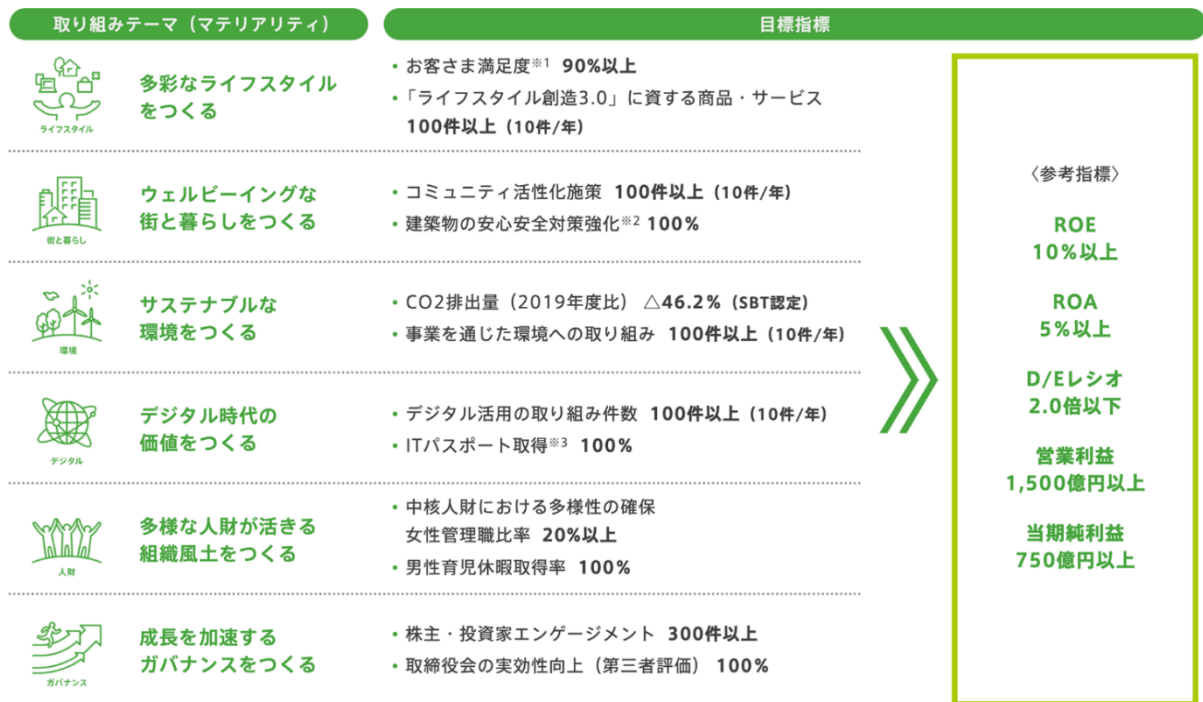 取り組みテーマ（マテリアリティ）
目標指標
ライフスタイル
多彩なライフスタイル
をつくる
• お客さま満足度※1 90%以上
• 「ライフスタイル創造3.0」に資する商品・サービス
100件以上（10件/年）
街と暮らし
ウェルビーイングな
街と暮らしをつくる
• コミュニティ活性化施策 100件以上（10件/年）
• 建築物の安心安全対策強化※2 100%
環境
サステナブルな
環境をつくる
• CO2排出量（2019年度比）△46.2%（SBT認定）
• 事業を通じた環境への取り組み 100件以上（10件/年）
デジタル
デジタル時代の
価値をつくる
• デジタル活用の取り組み件数 100件以上（10件/年）
• ITパスポート取得※3 100%
人財
多様な人財が活きる
組織風土をつくる
• 中核人財における多様性の確保
女性管理職比率 20%以上
• 男性育児休暇取得率 100%
ガバナンス
成長を加速する
ガバナンスをつくる
• 株主・投資家エンゲージメント 300件以上
• 取締役会の実効性向上（第三者評価）100%
〈参考指標〉
ROE
10%以上
ROA
5%以上
D/Eレシオ
2.0倍以下
営業利益
1,500億円以上
当期純利益
750億円以上